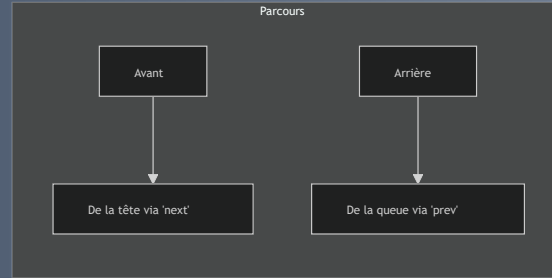 Parcours
Avant
Arrière
De la tête via 'next'
De la queue via 'prev'